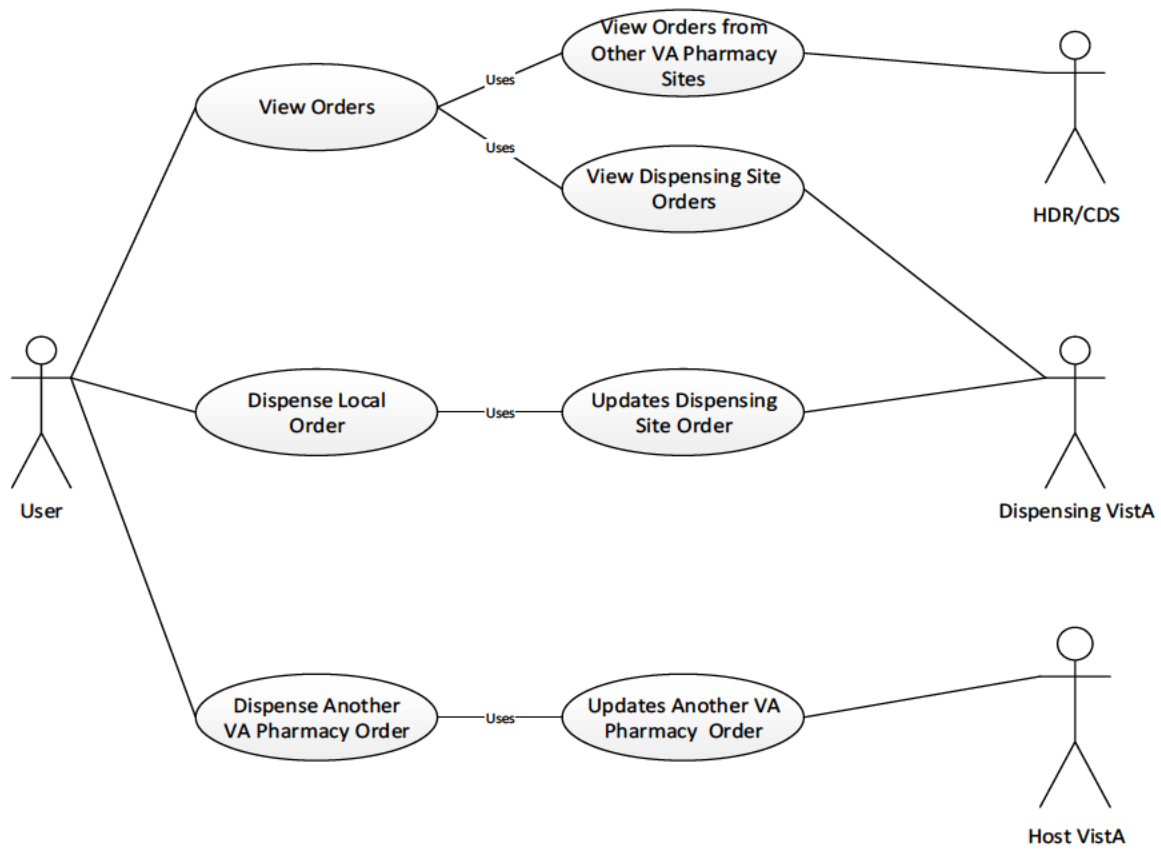 View Orders from
Other VA Pharmacy
Sites
Uses
View Orders
Uses
View Dispensing Site
Orders
HDR/CDS
Dispense Local
Order
Uses
Updates Dispensing
Site Order
User
Dispensing VistA
Dispense Another
VA Pharmacy Order
Uses
Updates Another VA
Pharmacy Order
Host VistA